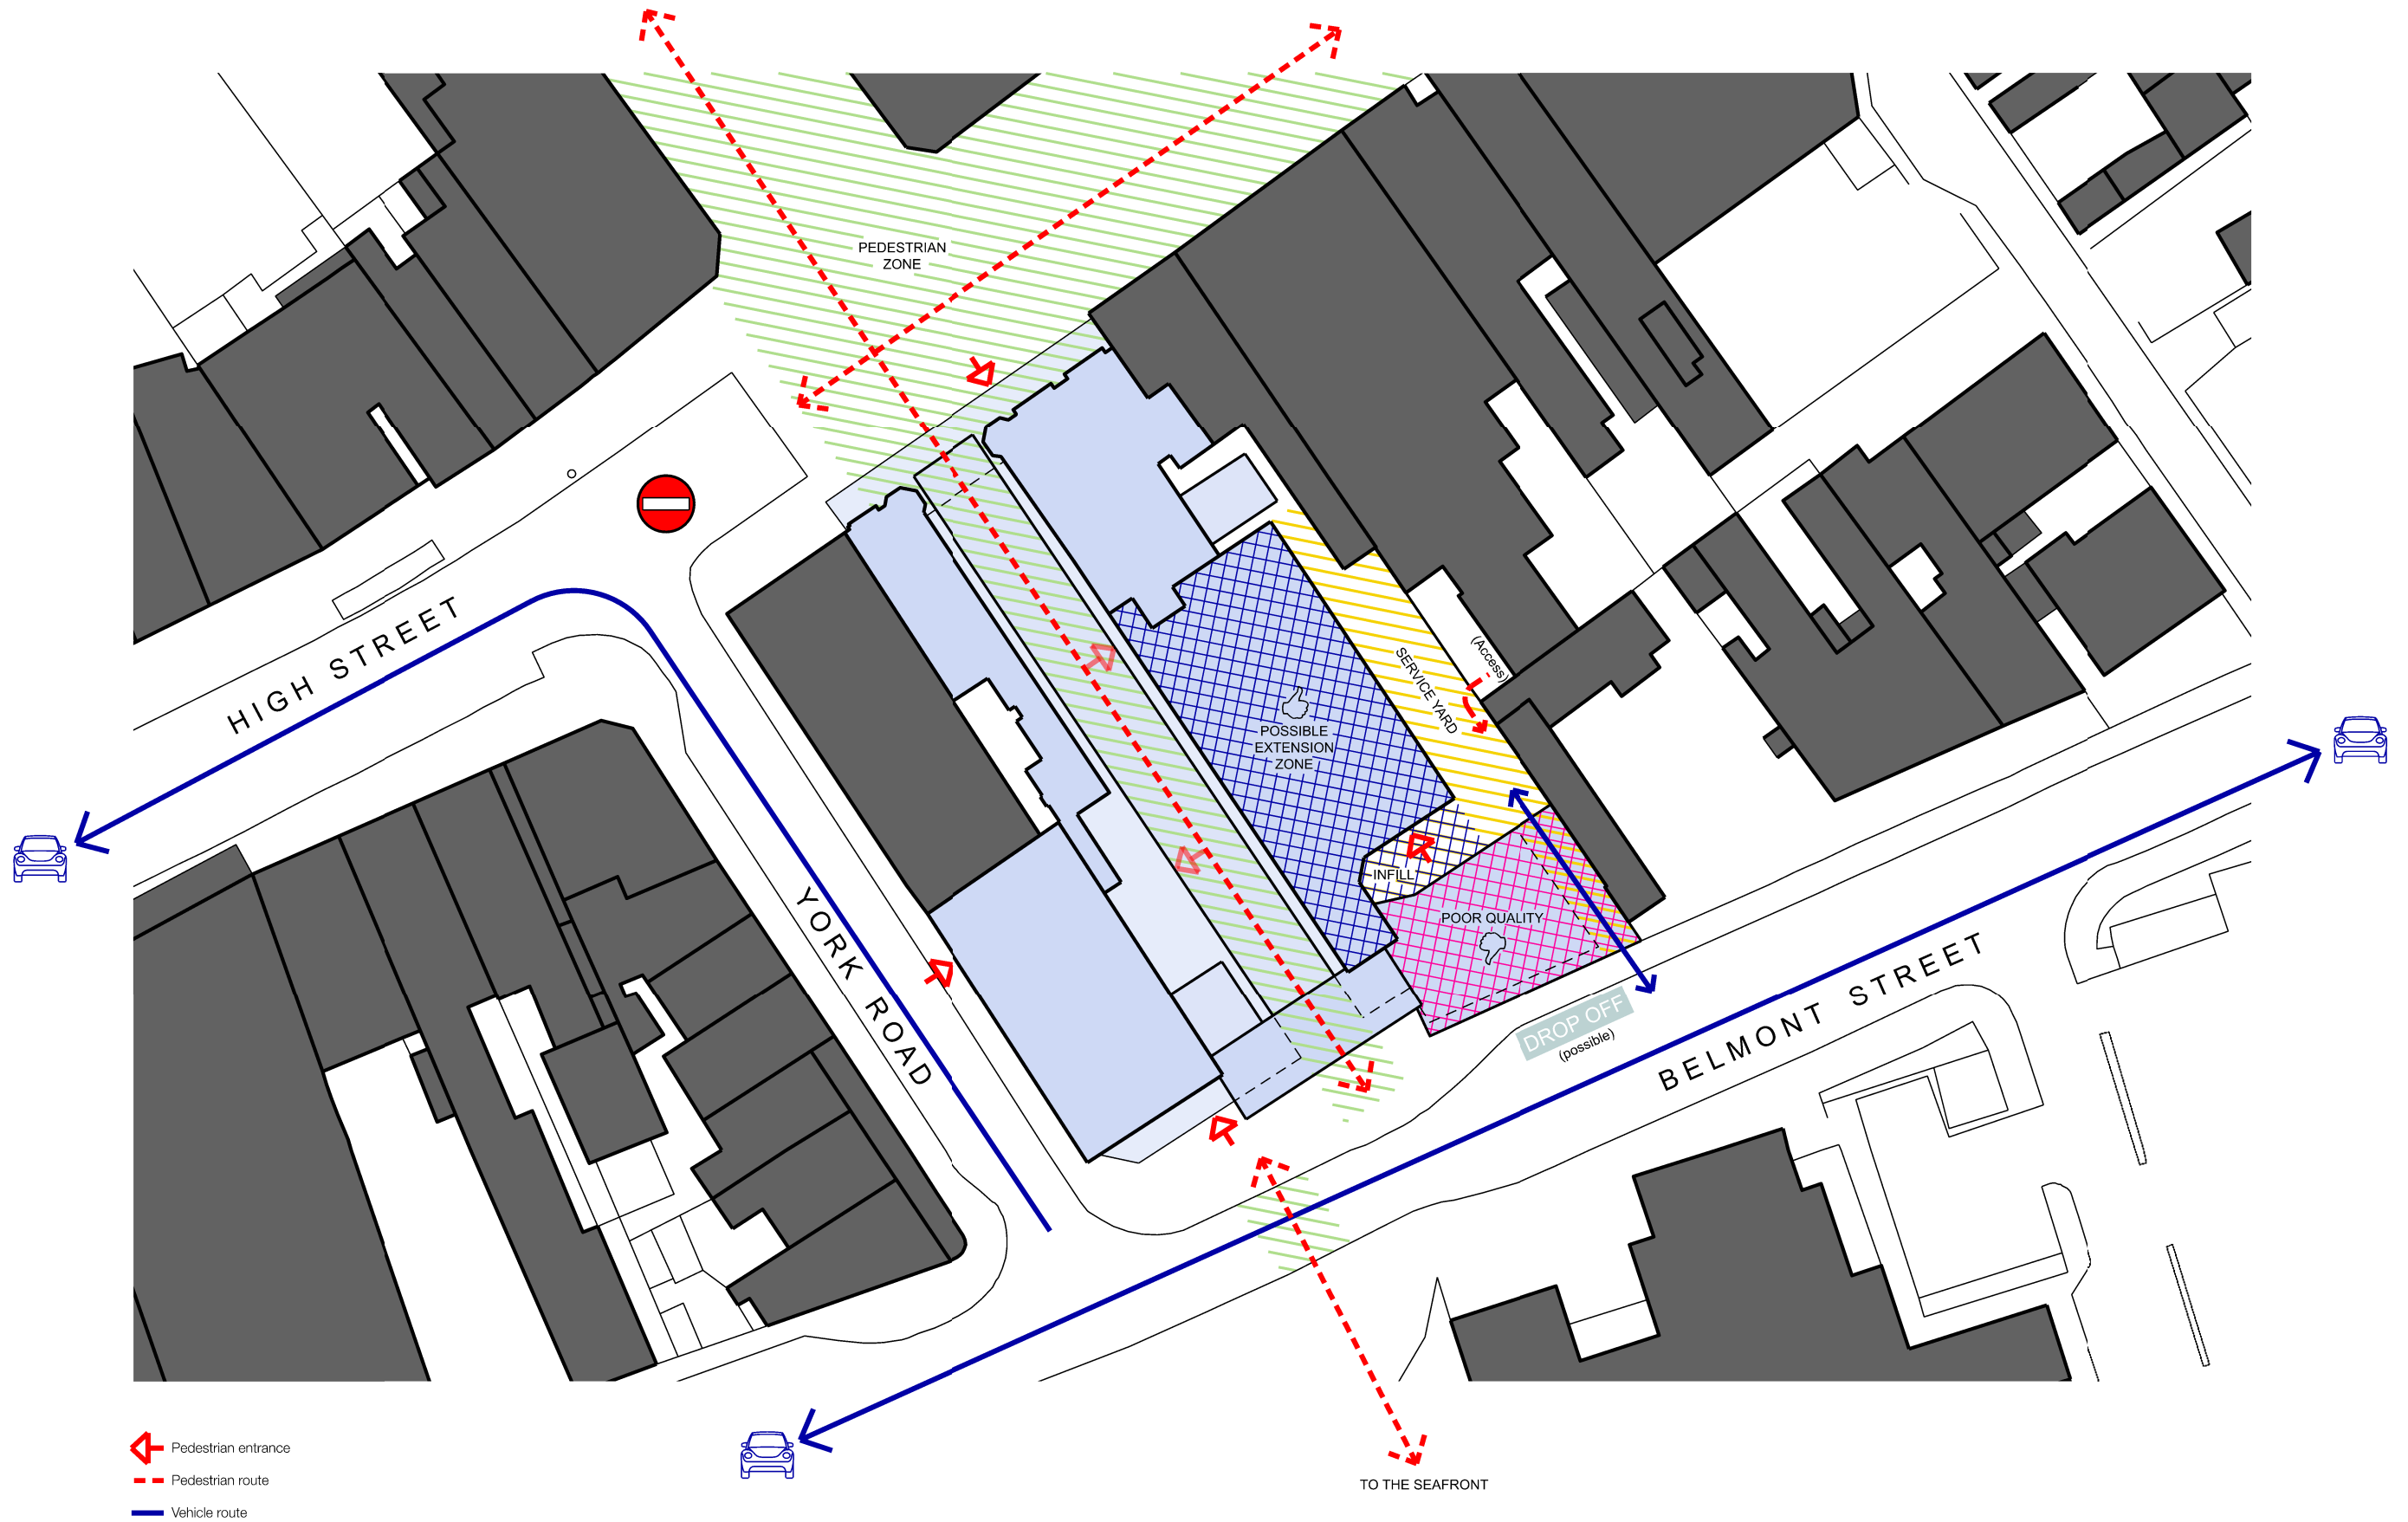 PEDESTRIAN
ZONE
HIGH STREET
(Access)
SERVICE YARD
POSSIBLE
EXTENSION
ZONE
INFILL
POOR QUALITY
YORK ROAD
DROP OFF
(possible)
BELMONT STREET
TO THE SEAFRONT
Pedestrian entrance
Pedestrian route
Vehicle route